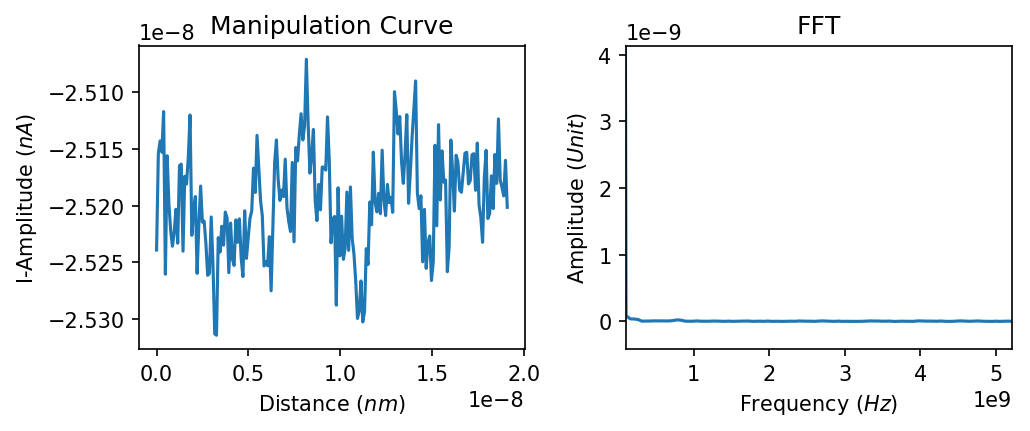 Manipulation Curve
1e−8
−2.510
−2.515
−2.520
−2.525
−2.530
I-Amplitude (nA)
0.0 0.5 1.0 1.5 2.0
1e−8
Distance (nm)
FFT
1e−9
4
3
2
1
0
Amplitude (Unit)
1 2 3 4 5
1e9
Frequency (Hz)